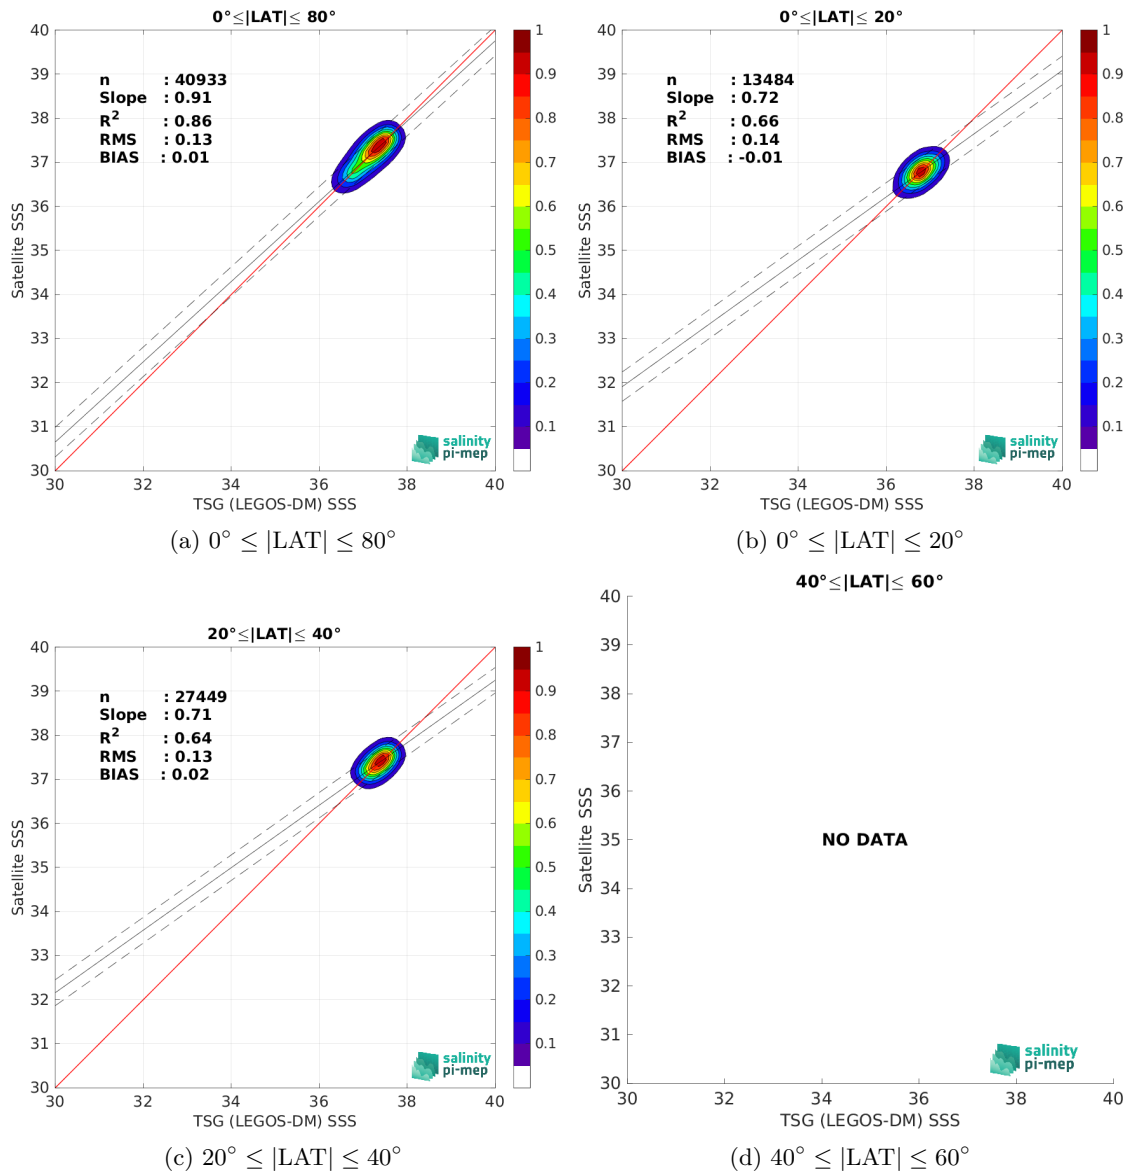 0°≤|LAT|≤ 80°
40
39
38
37
36
35
34
33
32
31
30
Satellite SSS
n : 40933
Slope : 0.91
R² : 0.86
RMS : 0.13
BIAS : 0.01
salinity
pi-mep
30 32 34 36 38 40
TSG (LEGOS-DM) SSS
1
0.9
0.8
0.7
0.6
0.5
0.4
0.3
0.2
0.1
(a) 0° ≤ |LAT| ≤ 80°
0°≤|LAT|≤ 20°
40
39
38
37
36
35
34
33
32
31
30
Satellite SSS
n : 13484
Slope : 0.72
R² : 0.66
RMS : 0.14
BIAS : -0.01
salinity
pi-mep
30 32 34 36 38 40
TSG (LEGOS-DM) SSS
1
0.9
0.8
0.7
0.6
0.5
0.4
0.3
0.2
0.1
(b) 0° ≤ |LAT| ≤ 20°
20°≤|LAT|≤ 40°
40
39
38
37
36
35
34
33
32
31
30
Satellite SSS
n : 27449
Slope : 0.71
R² : 0.64
RMS : 0.13
BIAS : 0.02
salinity
pi-mep
30 32 34 36 38 40
TSG (LEGOS-DM) SSS
1
0.9
0.8
0.7
0.6
0.5
0.4
0.3
0.2
0.1
(c) 20° ≤ |LAT| ≤ 40°
40°≤|LAT|≤ 60°
40
39
38
37
36
35
34
33
32
31
30
Satellite SSS
NO DATA
salinity
pi-mep
30 32 34 36 38 40
TSG (LEGOS-DM) SSS
(d) 40° ≤ |LAT| ≤ 60°